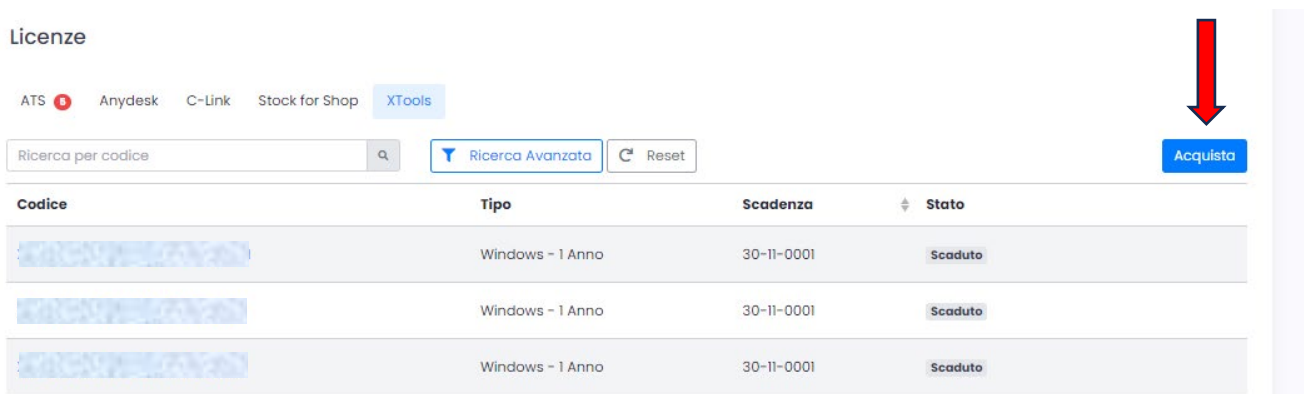 Licenze
ATS 5 Anydesk C-Link Stock for Shop XTools
Ricerca per codice Ricerca Avanzata Reset Acquista
Codice Tipo Scadenza Stato
Windows - 1 Anno 30-11-0001 Scaduto
Windows - 1 Anno 30-11-0001 Scaduto
Windows - 1 Anno 30-11-0001 Scaduto